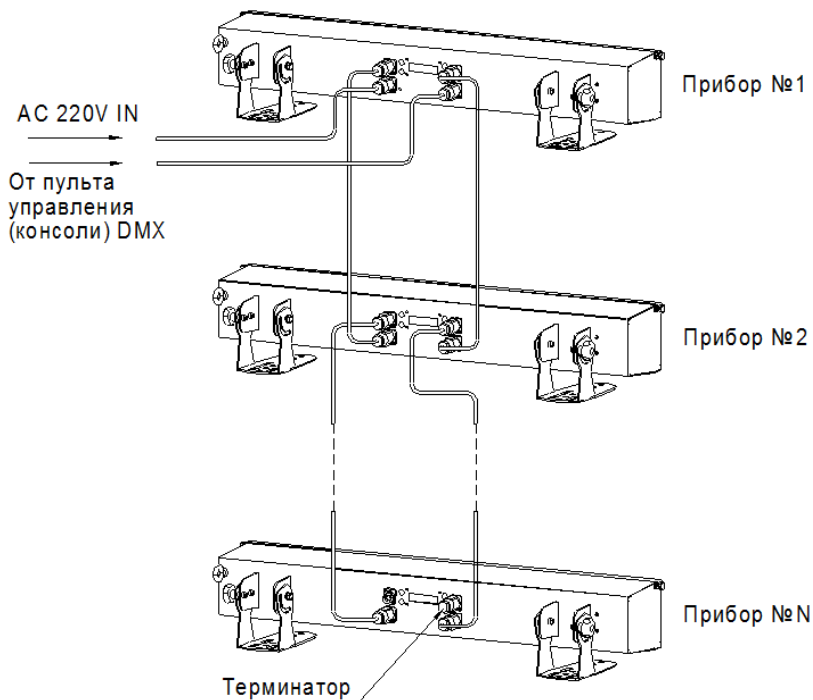 Прибор №1
AC 220V IN
От пульта
управления
(консоли) DMX
Прибор №2
Прибор №N
Терминатор